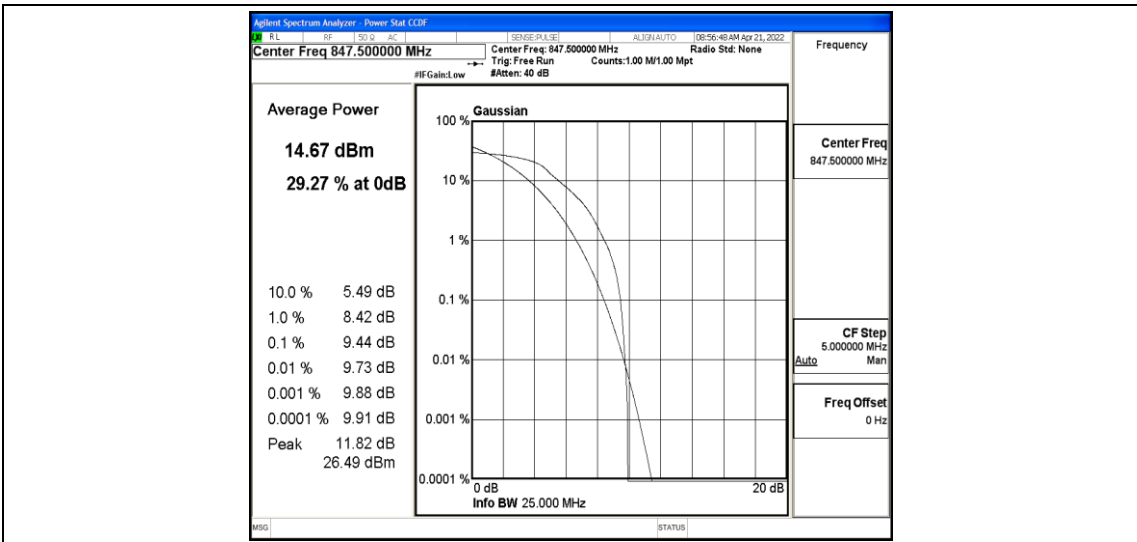 Agilent Spectrum Analyzer - Power Stat CCDF
LXI RL RF 50 Ω AC SENSE:PULSE ALIGNAUTO 08:56:48 AM Apr 21, 2022
Center Freq 847.500000 MHz
Center Freq: 847.500000 MHz Radio Std: None
Trig: Free Run Counts:1.00 M/1.00 Mpt
#IFGain:Low #Atten: 40 dB
Frequency
Average Power
14.67 dBm
29.27 % at 0dB
10.0 % 5.49 dB
1.0 % 8.42 dB
0.1 % 9.44 dB
0.01 % 9.73 dB
0.001 % 9.88 dB
0.0001 % 9.91 dB
Peak 11.82 dB
26.49 dBm
Gaussian
100 %
10 %
1 %
0.1 %
0.01 %
0.001 %
0.0001 %
0 dB 20 dB
Info BW 25.000 MHz
Center Freq
847.500000 MHz
CF Step
5.000000 MHz
Auto Man
Freq Offset
0 Hz
MSG STATUS